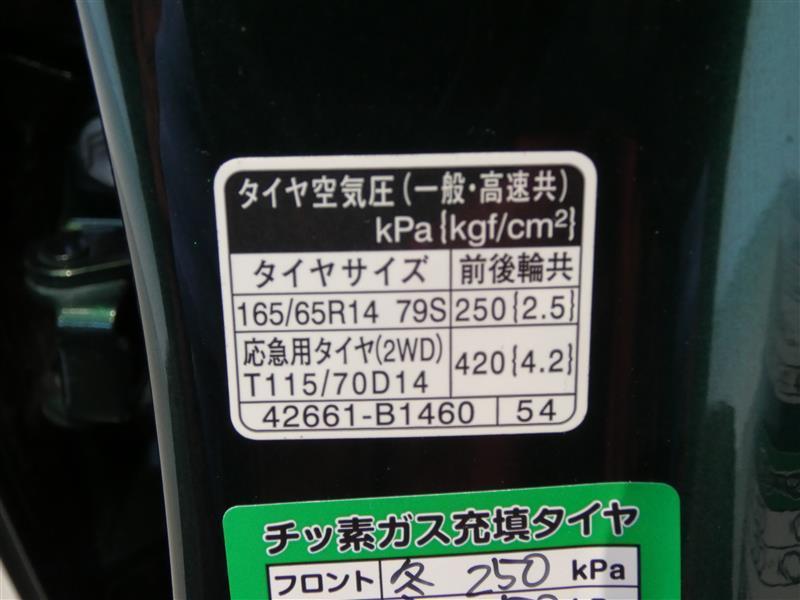 タイヤ空気圧(一般・高速共)
kPa{kgf/cm2}
タイヤサイズ 前後輪共
165/65R14 79S 250{2.5}
応急用タイヤ(2WD)
T115/70D14 420{4.2}
42661-B1460 54
チッ素ガス充填タイヤ
フロント 冬 250 kPa